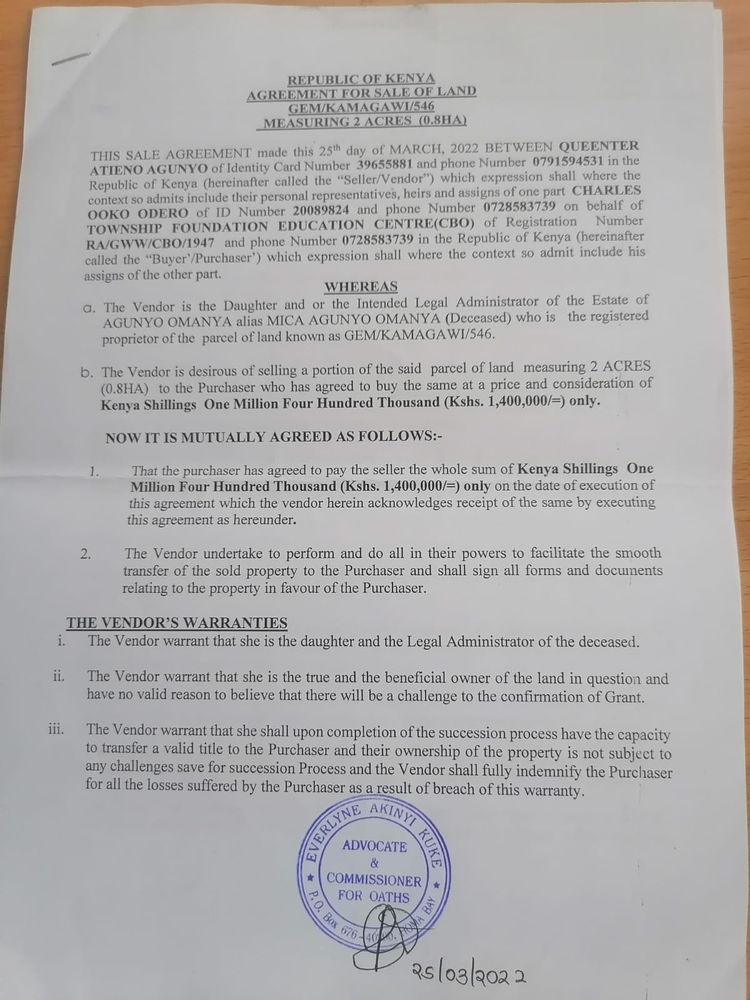 REPUBLIC OF KENYA
AGREEMENT FOR SALE OF LAND
GEM/KAMAGAWI/546
MEASURING 2 ACRES (0.8HA)
THIS SALE AGREEMENT made this 25th day of MARCH, 2022 BETWEEN QUEENTER
ATIENO AGUNYO of Identity Card Number 39655881 and phone Number 0791594531 in the
Republic of Kenya (hereinafter called the “Seller/Vendor”) which expression shall where the
context so admits include their personal representatives, heirs and assigns of one part CHARLES
OOKO ODERO of ID Number 20089824 and phone Number 0728583739 on behalf of
TOWNSHIP FOUNDATION EDUCATION CENTRE(CBO) of Registration Number
RA/GWW/CBO/1947 and phone Number 0728583739 in the Republic of Kenya (hereinafter
called the “Buyer’/Purchaser’) which expression shall where the context so admit include his
assigns of the other part.
WHEREAS
a. The Vendor is the Daughter and or the Intended Legal Administrator of the Estate of
AGUNYO OMANYA alias MICA AGUNYO OMANYA (Deceased) who is the registered
proprietor of the parcel of land known as GEM/KAMAGAWI/546.
b. The Vendor is desirous of selling a portion of the said parcel of land measuring 2 ACRES
(0.8HA) to the Purchaser who has agreed to buy the same at a price and consideration of
Kenya Shillings One Million Four Hundred Thousand (Kshs. 1,400,000/=) only.
NOW IT IS MUTUALLY AGREED AS FOLLOWS:-
1. That the purchaser has agreed to pay the seller the whole sum of Kenya Shillings One
Million Four Hundred Thousand (Kshs. 1,400,000/=) only on the date of execution of
this agreement which the vendor herein acknowledges receipt of the same by executing
this agreement as hereunder.
2. The Vendor undertake to perform and do all in their powers to facilitate the smooth
transfer of the sold property to the Purchaser and shall sign all forms and documents
relating to the property in favour of the Purchaser.
THE VENDOR’S WARRANTIES
i. The Vendor warrant that she is the daughter and the Legal Administrator of the deceased.
ii. The Vendor warrant that she is the true and the beneficial owner of the land in question and
have no valid reason to believe that there will be a challenge to the confirmation of Grant.
iii. The Vendor warrant that she shall upon completion of the succession process have the capacity
to transfer a valid title to the Purchaser and their ownership of the property is not subject to
any challenges save for succession Process and the Vendor shall fully indemnify the Purchaser
for all the losses suffered by the Purchaser as a result of breach of this warranty.
EVERLYNE AKINYI KUKE
ADVOCATE
&
COMMISSIONER
FOR OATHS
P. O. Box 676 - HOMA BAY
25/03/2022